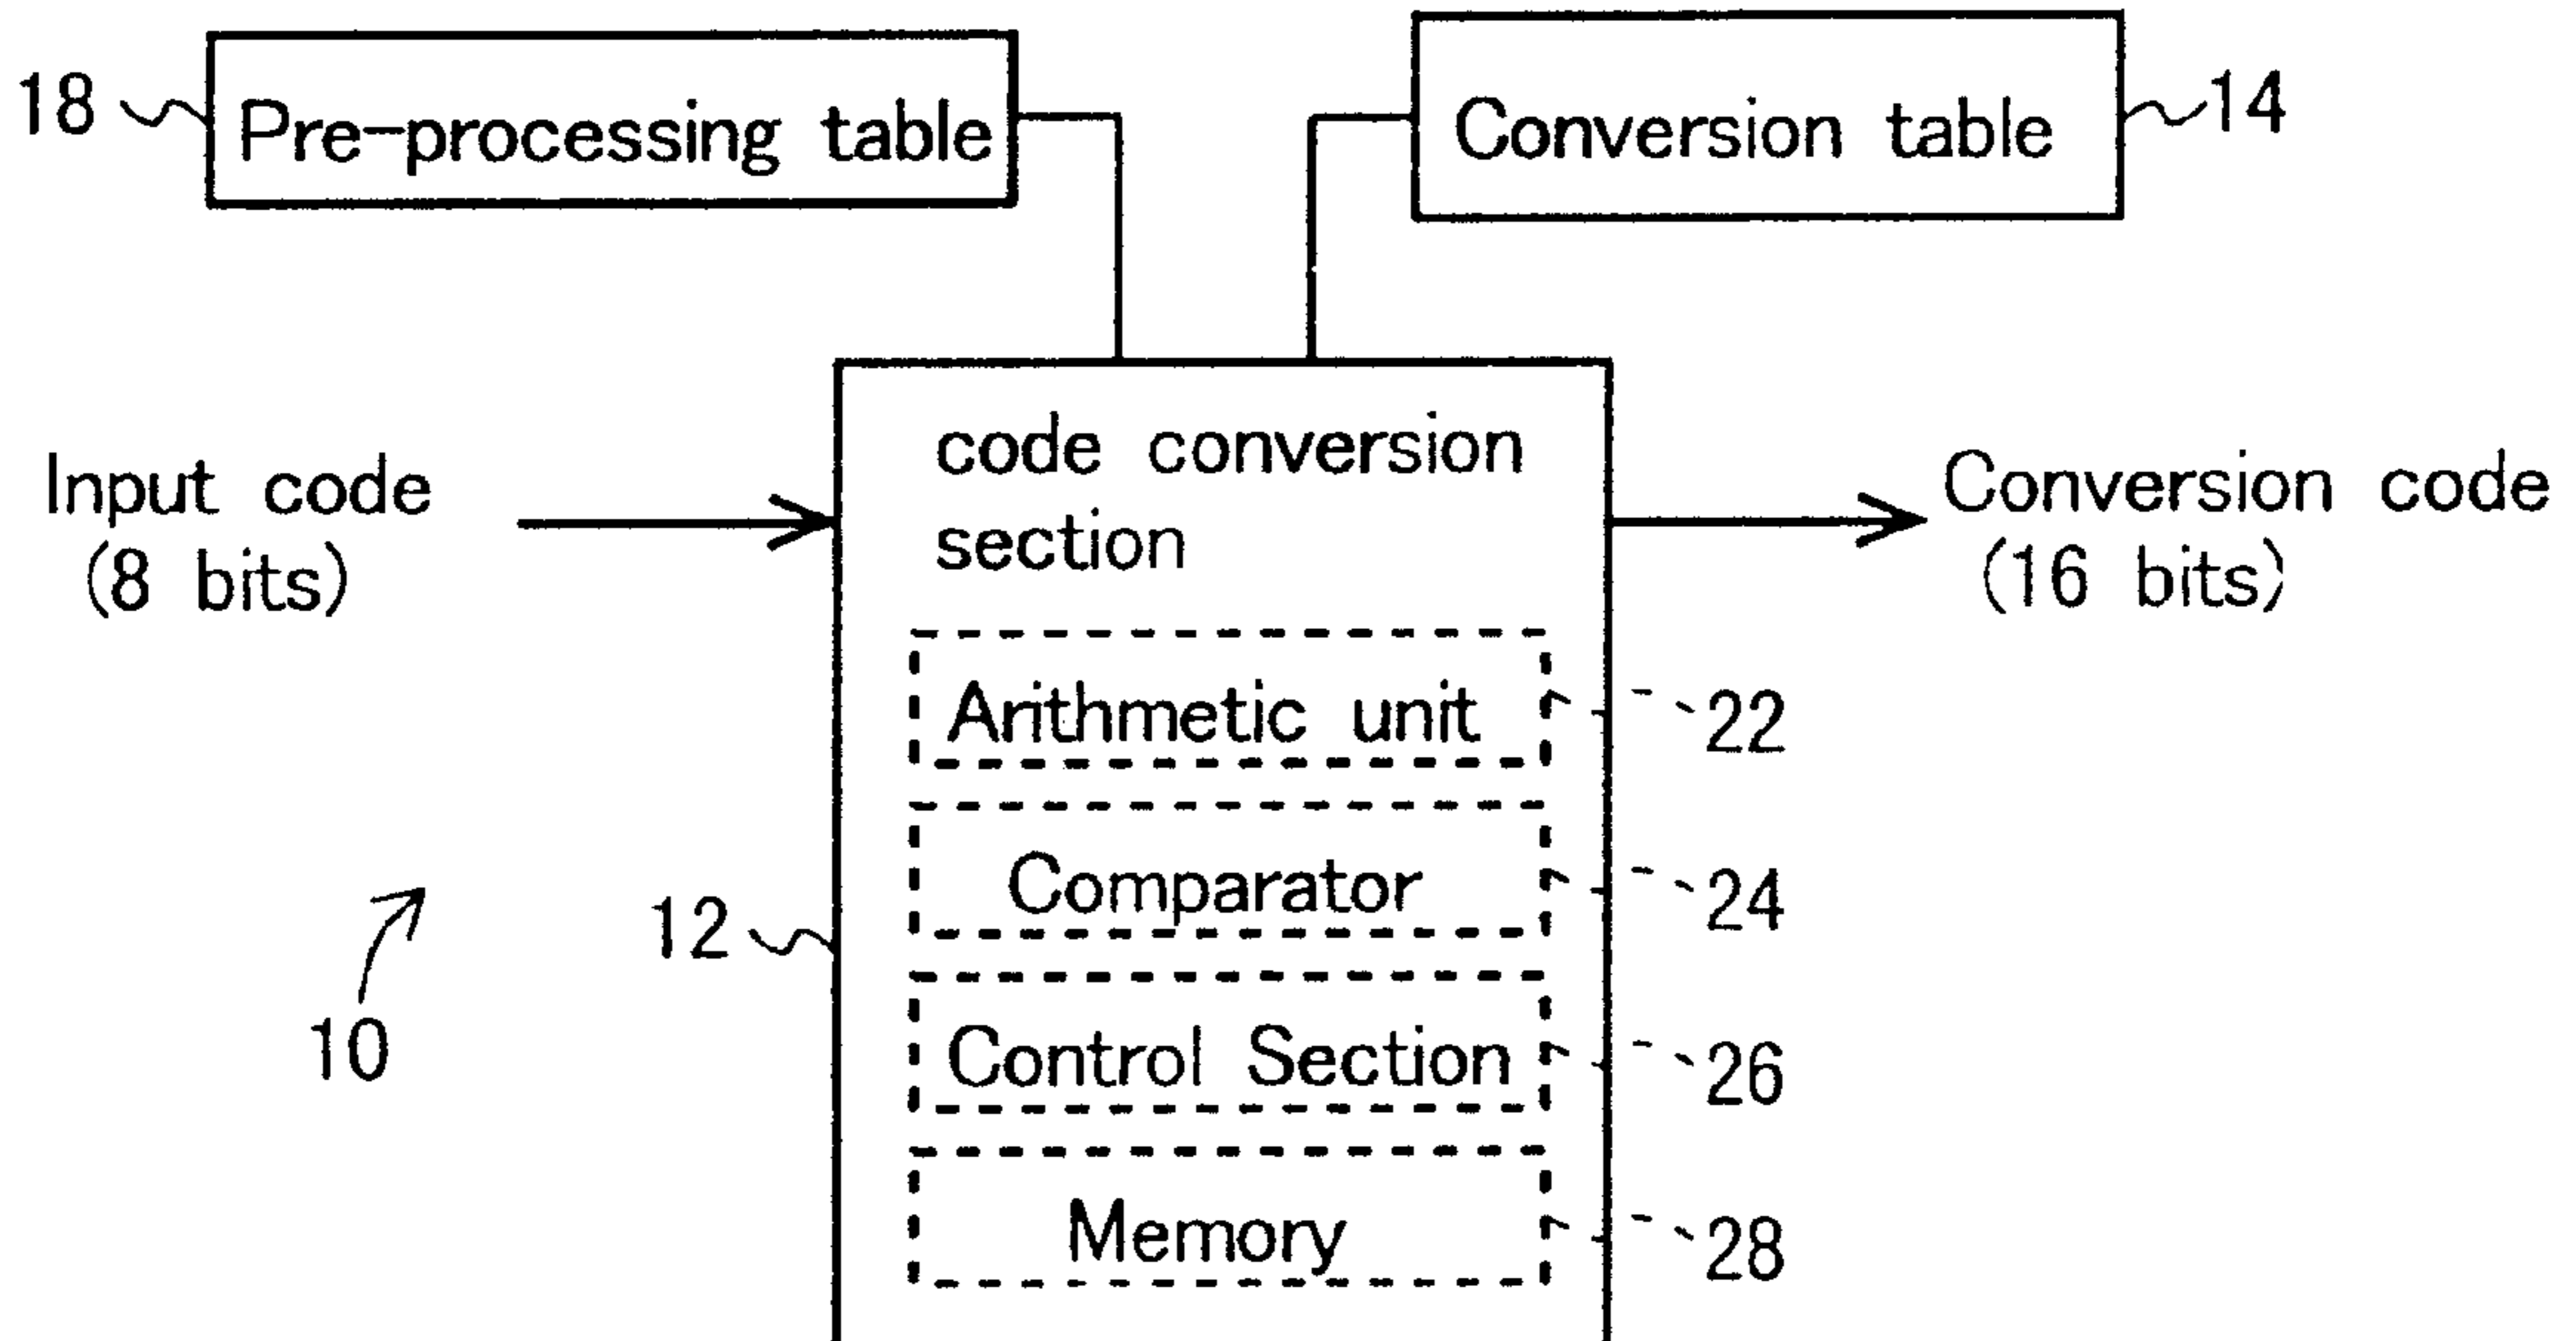 18 Pre-processing table
Conversion table 14
Input code
(8 bits)
code conversion
section
Conversion code
(16 bits)
Arithmetic unit 22
Comparator 24
12
Control Section 26
10
Memory 28